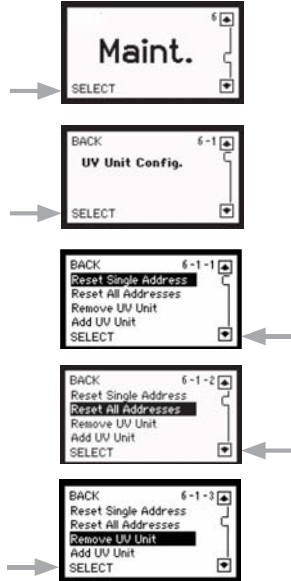 6
Maint.
SELECT
BACK 6-1
UV Unit Config.
SELECT
BACK 6-1-1
Reset Single Address
Reset All Addresses
Remove UV Unit
Add UV Unit
SELECT
BACK 6-1-2
Reset Single Address
Reset All Addresses
Remove UV Unit
Add UV Unit
SELECT
BACK 6-1-3
Reset Single Address
Reset All Addresses
Remove UV Unit
Add UV Unit
SELECT